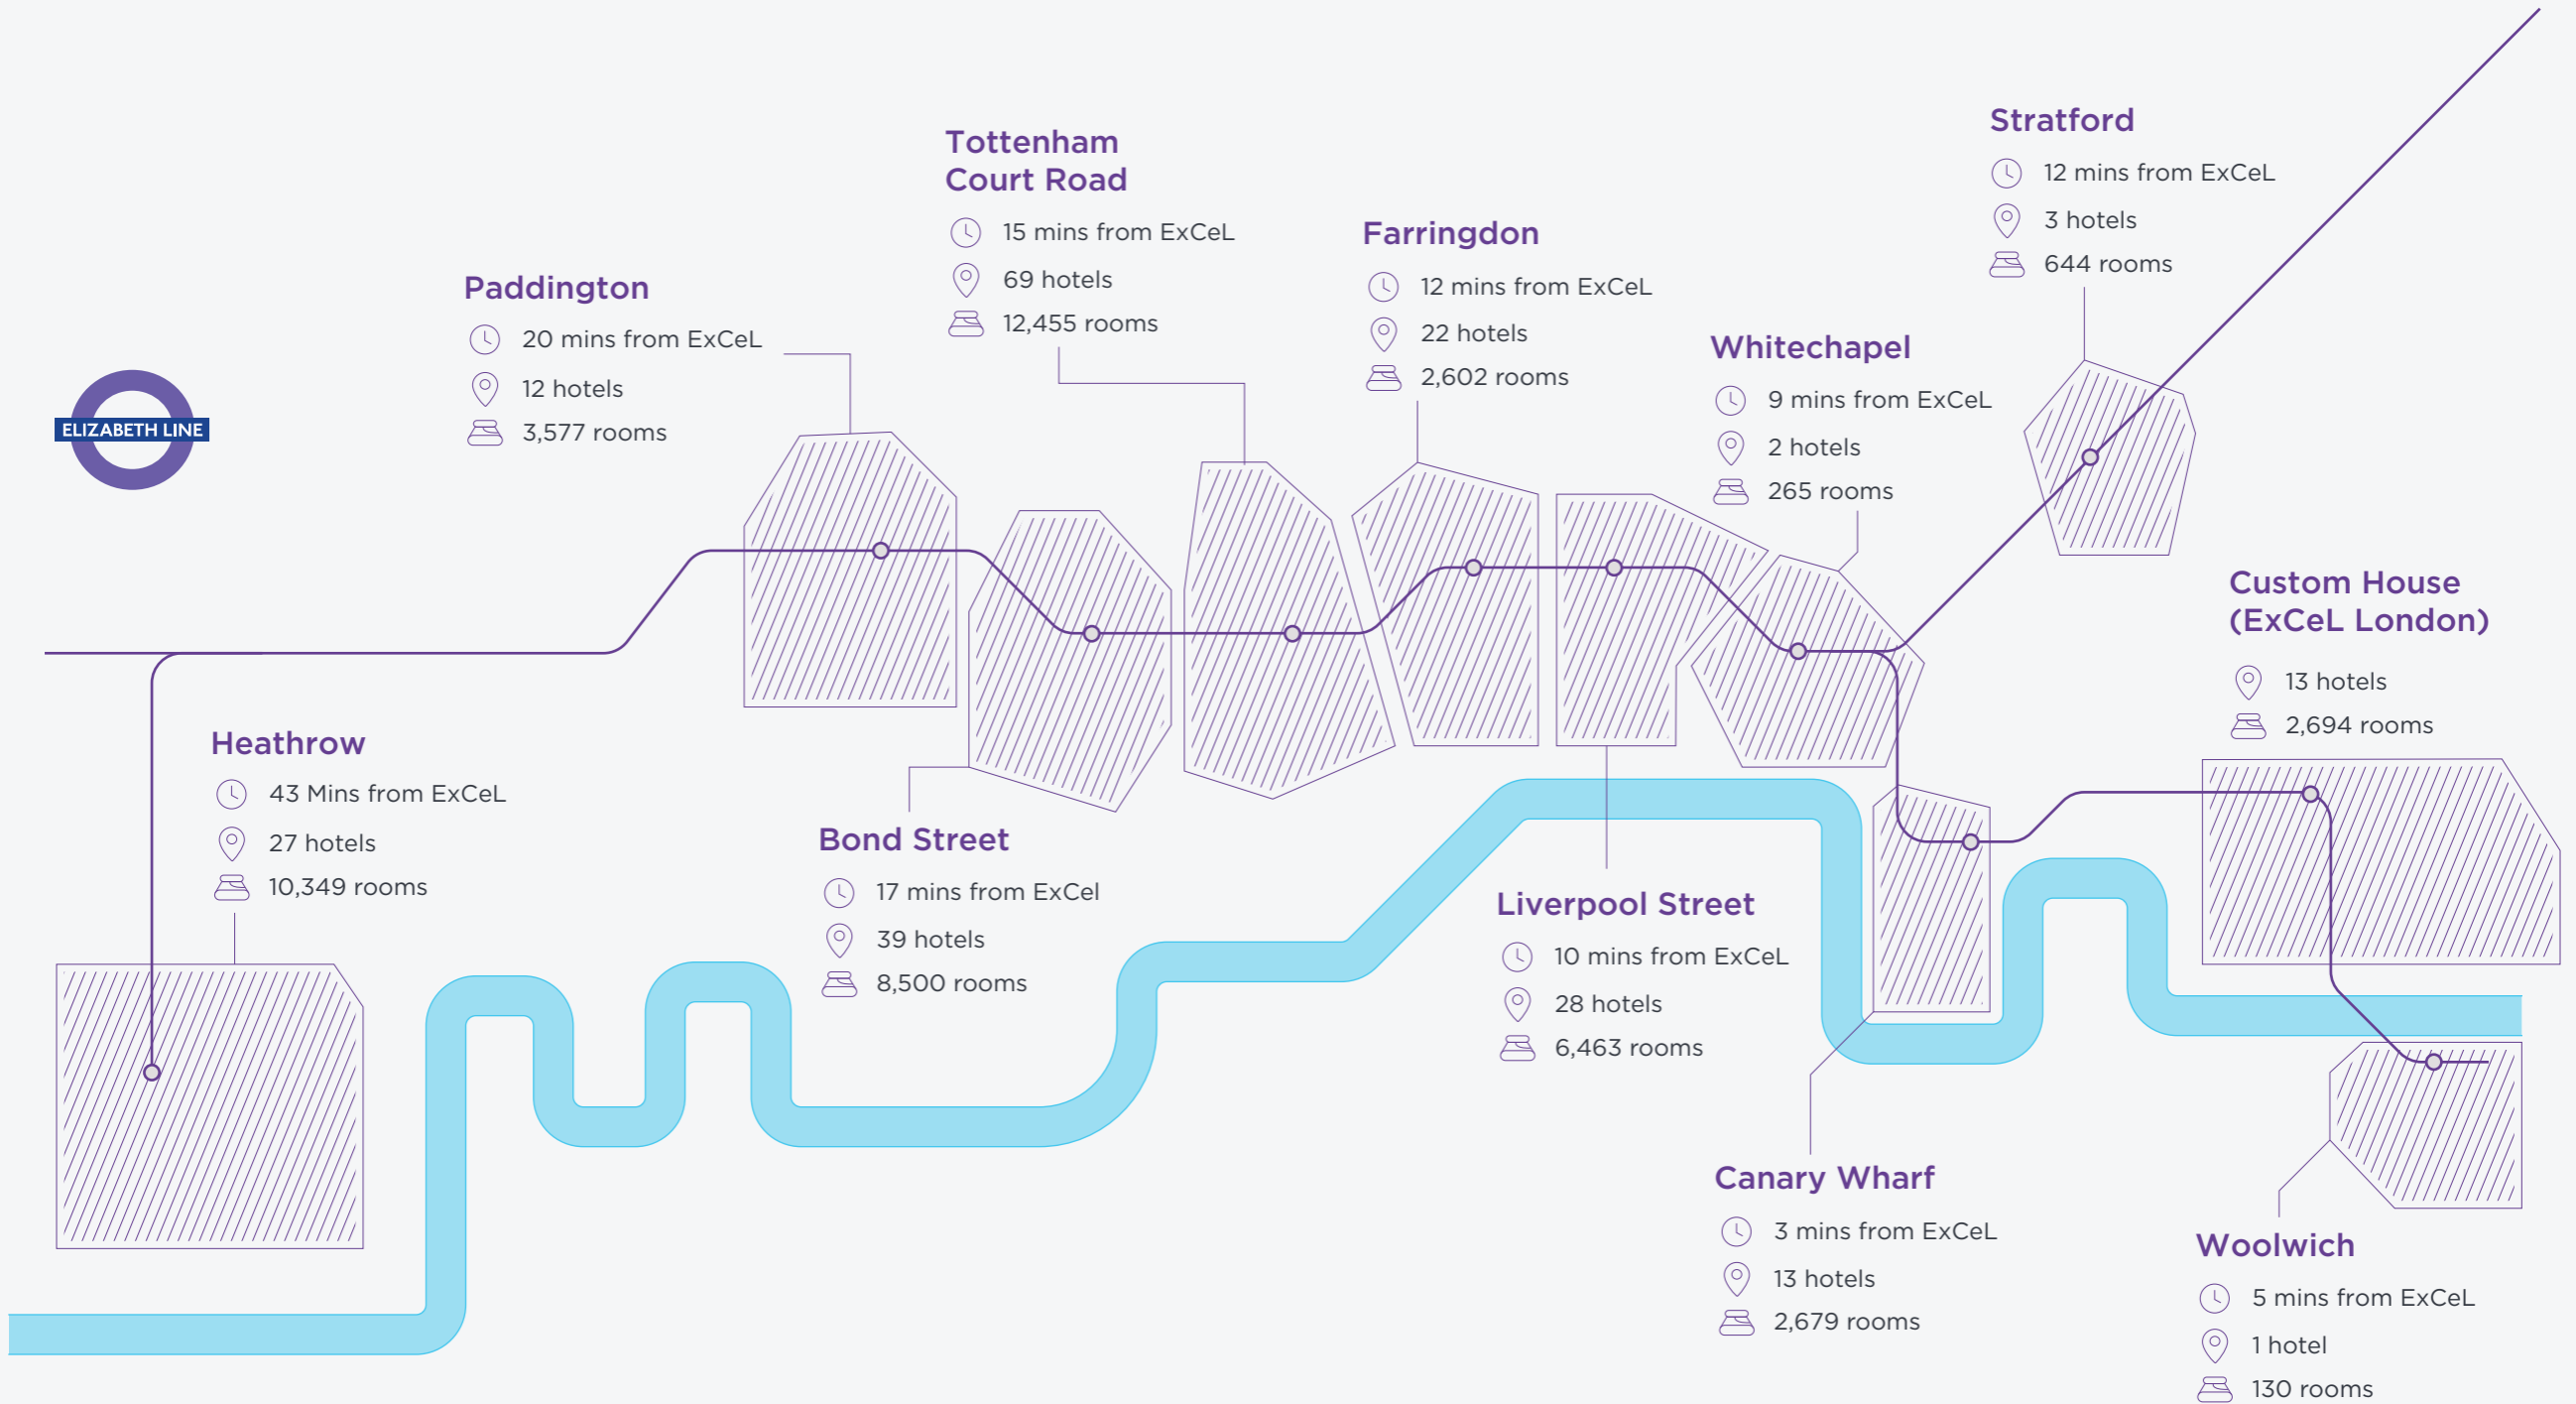 ELIZABETH LINE
Paddington
20 mins from ExCeL
12 hotels
3,577 rooms
Tottenham
Court Road
15 mins from ExCeL
69 hotels
12,455 rooms
Farringdon
12 mins from ExCeL
22 hotels
2,602 rooms
Whitechapel
9 mins from ExCeL
2 hotels
265 rooms
Stratford
12 mins from ExCeL
3 hotels
644 rooms
Custom House
(ExCeL London)
13 hotels
2,694 rooms
Heathrow
43 Mins from ExCeL
27 hotels
10,349 rooms
Bond Street
17 mins from ExCel
39 hotels
8,500 rooms
Liverpool Street
10 mins from ExCeL
28 hotels
6,463 rooms
Canary Wharf
3 mins from ExCeL
13 hotels
2,679 rooms
Woolwich
5 mins from ExCeL
1 hotel
130 rooms